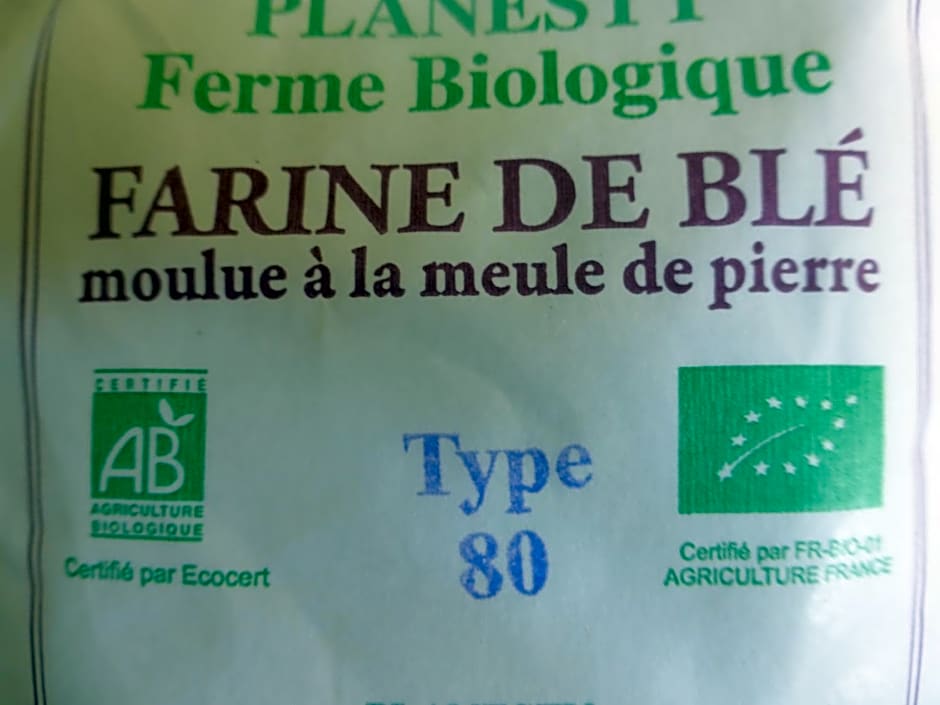 Ferme Biologique
FARINE DE BLÉ
moulue à la meule de pierre
CERTIFIÉ
AB
AGRICULTURE
BIOLOGIQUE
Certifié par Ecocert
Type
80
Certifié par FR-BIO-01
AGRICULTURE FRANCE